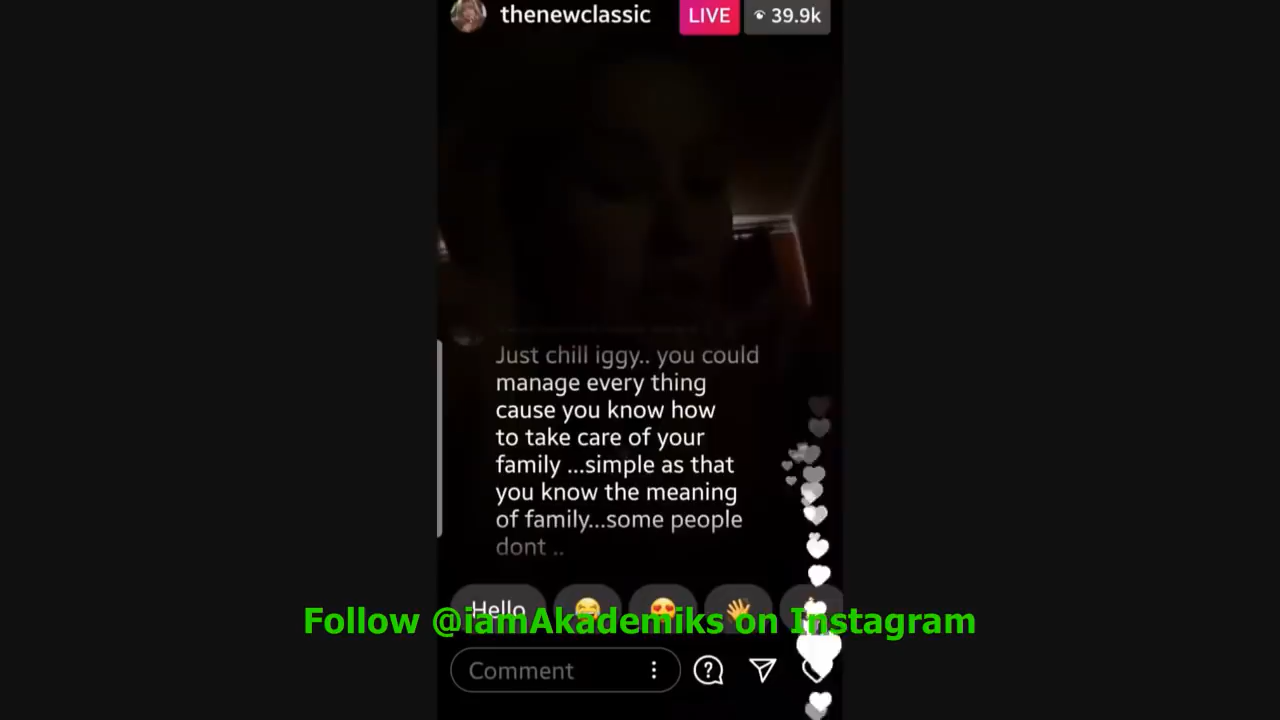 thenewclassic LIVE 39.9k
Just chill iggy.. you could
manage every thing
cause you know how
to take care of your
family ...simple as that
you know the meaning
of family...some people
dont ..
Hello
Follow @iamAkademiks on Instagram
Comment